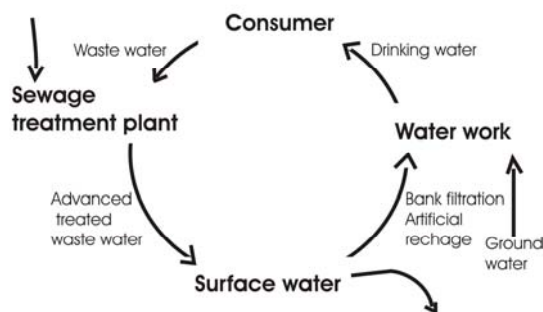 Consumer
Waste water
Drinking water
Sewage
treatment plant
Water work
Advanced
treated
waste water
Bank filtration
Artificial
rechage
Ground
water
Surface water